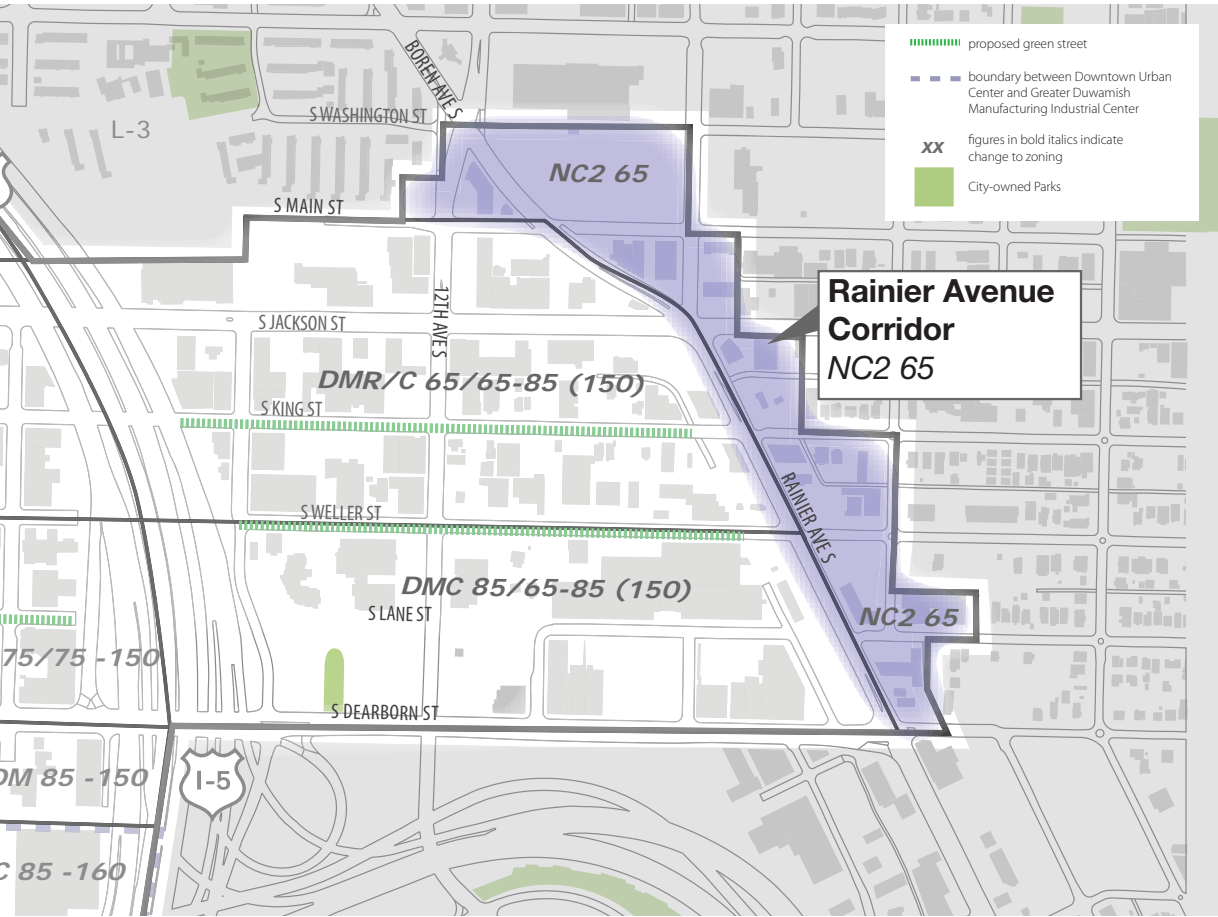 proposed green street
boundary between Downtown Urban
Center and Greater Duwamish
Manufacturing Industrial Center
xx
figures in bold italics indicate
change to zoning
City-owned Parks
BOREN AVE S
S WASHINGTON ST
L-3
NC2 65
S MAIN ST
Rainier Avenue
Corridor
NC2 65
12TH AVE S
S JACKSON ST
DMR/C 65/65-85 (150)
S KING ST
RAINIER AVE S
S WELLER ST
DMC 85/65-85 (150)
S LANE ST
NC2 65
75/75 -150
S DEARBORN ST
DM 85 -150
I-5
C 85 -160